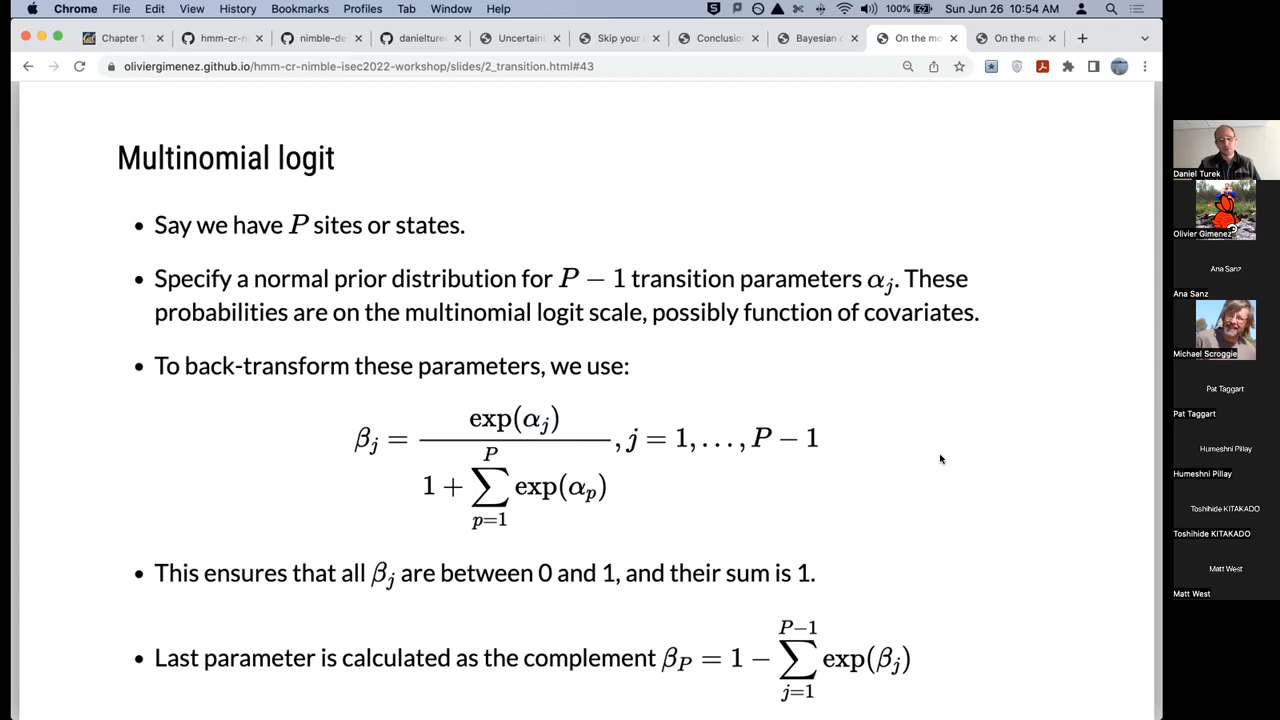 Chrome File Edit View History Bookmarks Profiles Tab Window Help 100% Sun Jun 26 10:54 AM
Chapter 1 hmm-cr-n nimble-de danielture Uncertain Skip your Conclusion Bayesian c On the mo On the mo
oliviergimenez.github.io/hmm-cr-nimble-isec2022-workshop/slides/2_transition.html#43
Multinomial logit
• Say we have P sites or states.
• Specify a normal prior distribution for P − 1 transition parameters αj. These
probabilities are on the multinomial logit scale, possibly function of covariates.
• To back-transform these parameters, we use:
βj = exp(αj) / (1 + ∑_{p=1}^{P} exp(αp)), j = 1, …, P − 1
• This ensures that all βj are between 0 and 1, and their sum is 1.
• Last parameter is calculated as the complement βP = 1 − ∑_{j=1}^{P−1} exp(βj)
Daniel Turek
Olivier Gimenez
Ana Sanz
Ana Sanz
Michael Scroggie
Pat Taggart
Pat Taggart
Humeshni Pillay
Humeshni Pillay
Toshihide KITAKADO
Toshihide KITAKADO
Matt West
Matt West